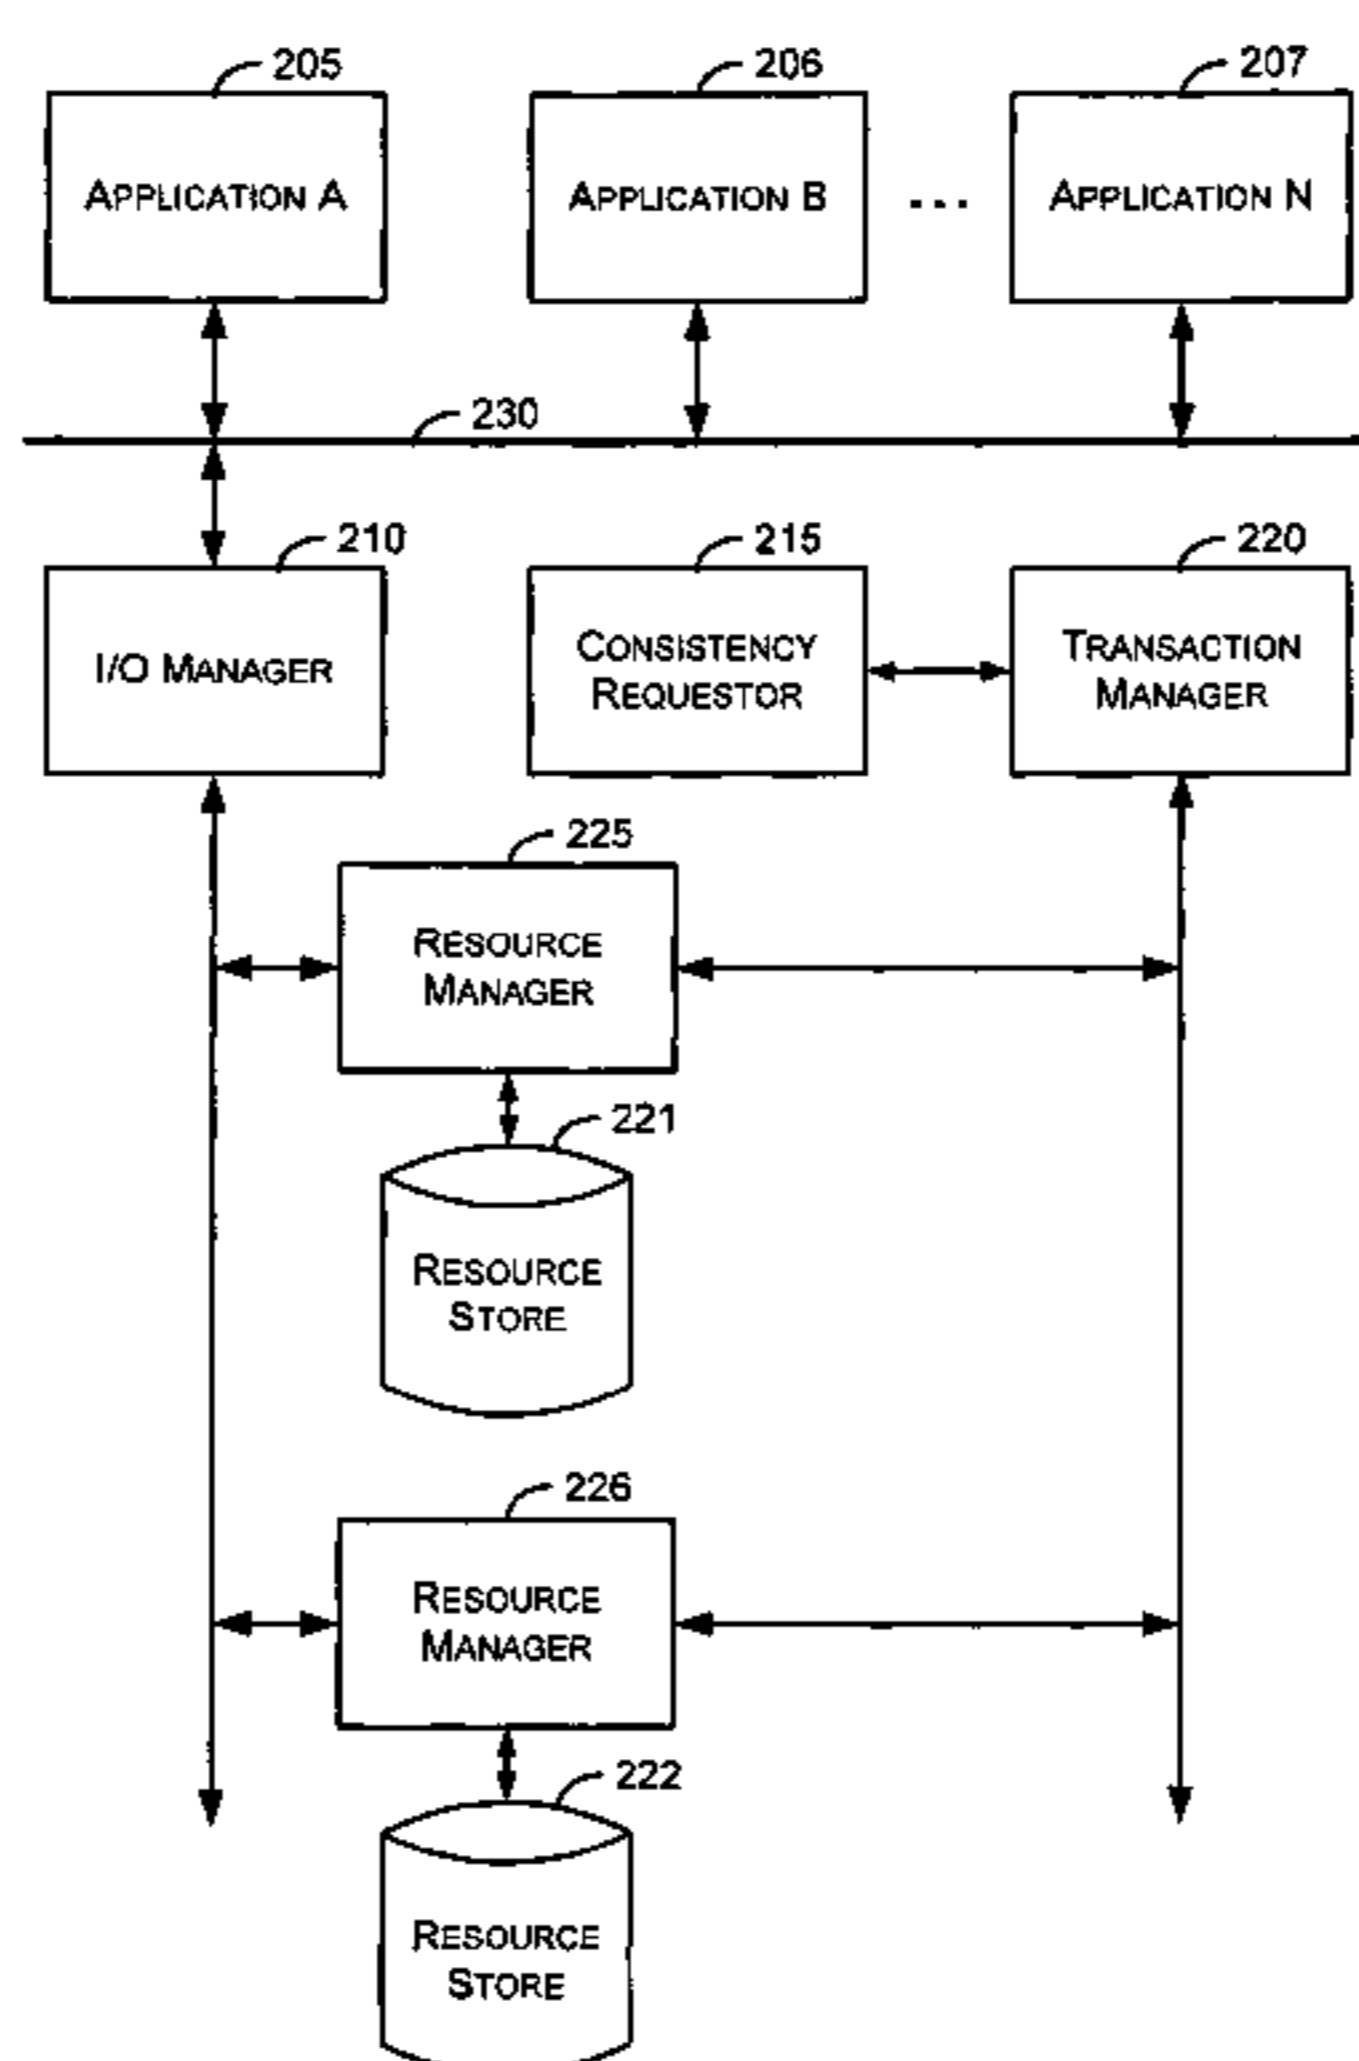 205
206
207
APPLICATION A
APPLICATION B
...
APPLICATION N
230
210
215
220
I/O MANAGER
CONSISTENCY
REQUESTOR
TRANSACTION
MANAGER
225
RESOURCE
MANAGER
221
RESOURCE
STORE
226
RESOURCE
MANAGER
222
RESOURCE
STORE